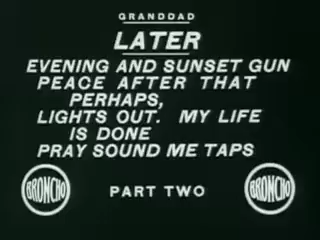 GRANDDAD
LATER
EVENING AND SUNSET GUN
PEACE AFTER THAT
PERHAPS,
LIGHTS OUT. MY LIFE
IS DONE
PRAY SOUND ME TAPS
BRONCHO PART TWO BRONCHO